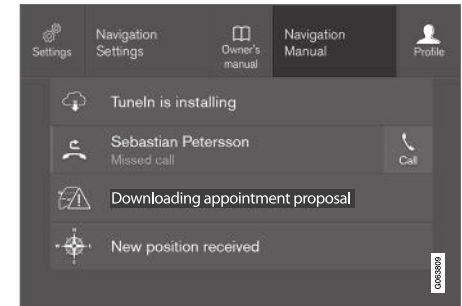 Settings
Navigation
Settings
Owner's
manual
Navigation
Manual
Profile
TuneIn is installing
Sebastian Petersson
Missed call
Call
Downloading appointment proposal
New position received
G063809